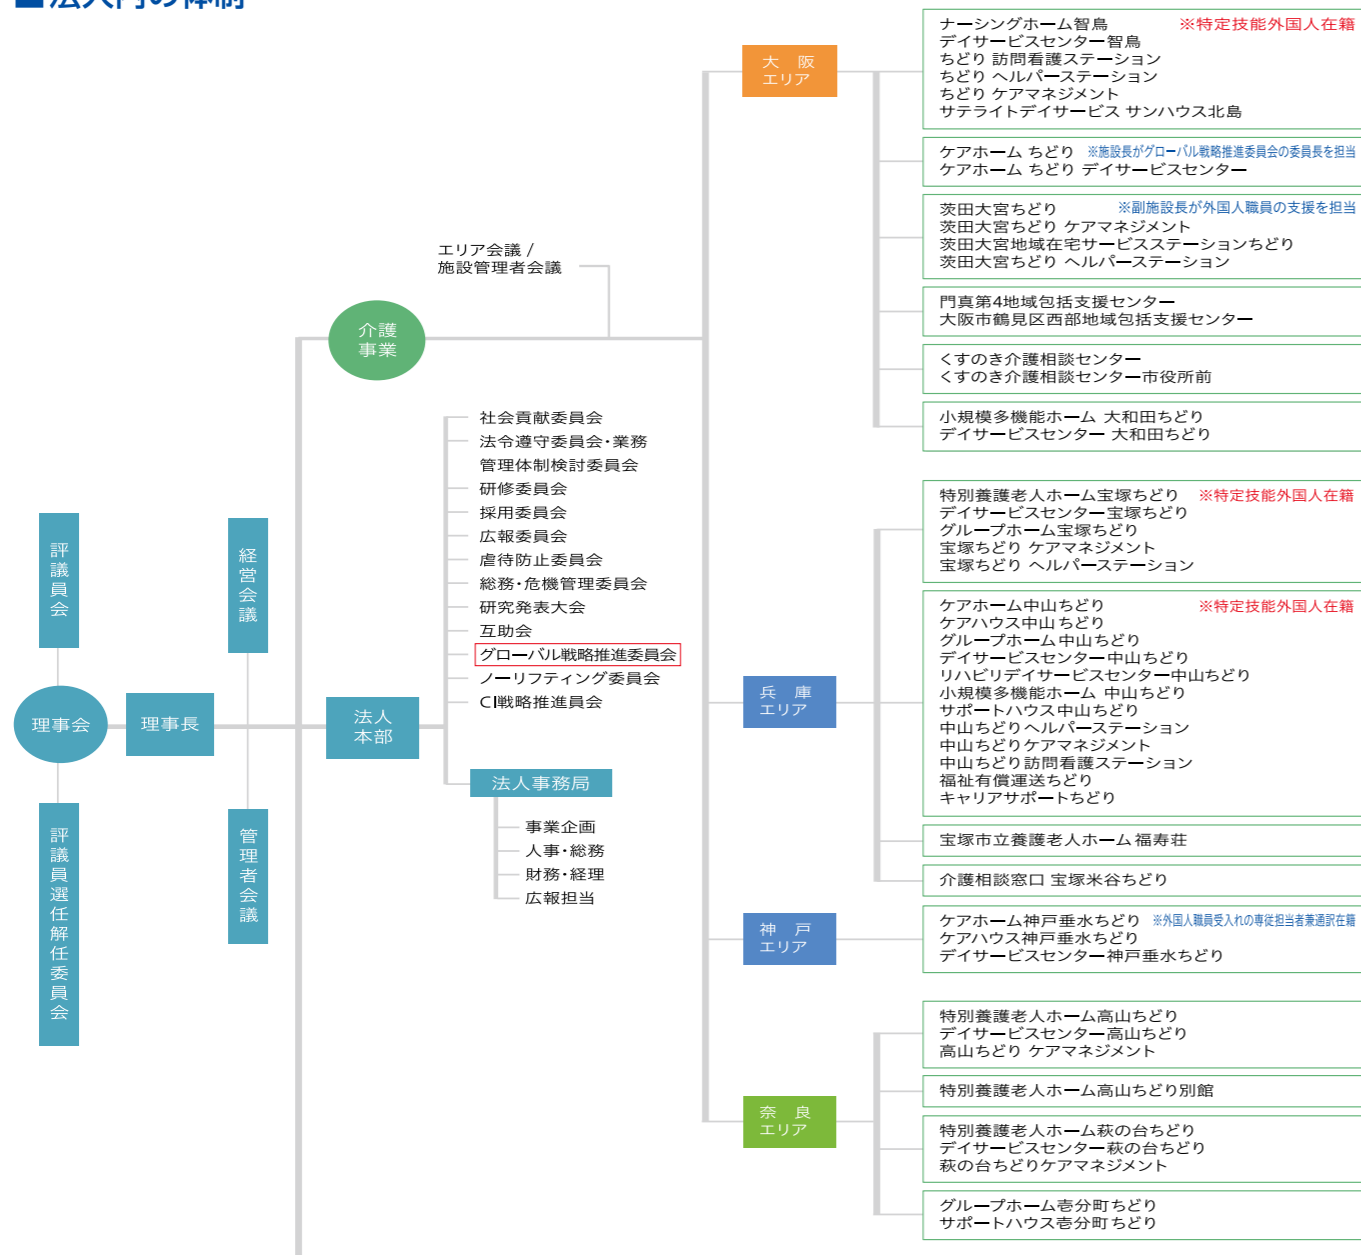 ■法人内の体制
評議員会
理事会
評議員選任解任委員会
理事長
経営会議
管理者会議
介護
事業
エリア会議 /
施設管理者会議
法人
本部
社会貢献委員会
法令遵守委員会・業務
管理体制検討委員会
研修委員会
採用委員会
広報委員会
虐待防止委員会
総務・危機管理委員会
研究発表大会
互助会
グローバル戦略推進委員会
ノーリフティング委員会
CI戦略推進員会
法人事務局
事業企画
人事・総務
財務・経理
広報担当
大 阪
エリア
ナーシングホーム智鳥 ※特定技能外国人在籍
デイサービスセンター智鳥
ちどり 訪問看護ステーション
ちどり ヘルパーステーション
ちどり ケアマネジメント
サテライトデイサービス サンハウス北島
ケアホーム ちどり ※施設長がグローバル戦略推進委員会の委員長を担当
ケアホーム ちどり デイサービスセンター
茨田大宮ちどり ※副施設長が外国人職員の支援を担当
茨田大宮ちどり ケアマネジメント
茨田大宮地域在宅サービスステーションちどり
茨田大宮ちどり ヘルパーステーション
門真第4地域包括支援センター
大阪市鶴見区西部地域包括支援センター
くすのき介護相談センター
くすのき介護相談センター市役所前
小規模多機能ホーム 大和田ちどり
デイサービスセンター 大和田ちどり
兵 庫
エリア
特別養護老人ホーム宝塚ちどり ※特定技能外国人在籍
デイサービスセンター宝塚ちどり
グループホーム宝塚ちどり
宝塚ちどり ケアマネジメント
宝塚ちどり ヘルパーステーション
ケアホーム中山ちどり ※特定技能外国人在籍
ケアハウス中山ちどり
グループホーム中山ちどり
デイサービスセンター中山ちどり
リハビリデイサービスセンター中山ちどり
小規模多機能ホーム 中山ちどり
サポートハウス中山ちどり
中山ちどりヘルパーステーション
中山ちどりケアマネジメント
中山ちどり訪問看護ステーション
福祉有償運送ちどり
キャリアサポートちどり
宝塚市立養護老人ホーム福寿荘
介護相談窓口 宝塚米谷ちどり
神 戸
エリア
ケアホーム神戸垂水ちどり ※外国人職員受入れの専従担当者兼通訳在籍
ケアハウス神戸垂水ちどり
デイサービスセンター神戸垂水ちどり
奈 良
エリア
特別養護老人ホーム高山ちどり
デイサービスセンター高山ちどり
高山ちどり ケアマネジメント
特別養護老人ホーム高山ちどり別館
特別養護老人ホーム萩の台ちどり
デイサービスセンター萩の台ちどり
萩の台ちどりケアマネジメント
グループホーム壱分町ちどり
サポートハウス壱分町ちどり